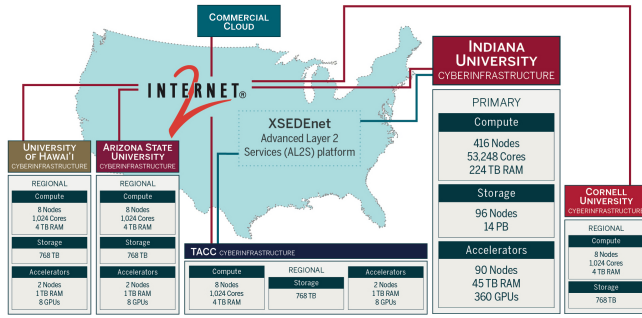 COMMERCIAL
CLOUD
INTERNET®
2
XSEDEnet
Advanced Layer 2
Services (AL2S) platform
INDIANA
UNIVERSITY
CYBERINFRASTRUCTURE
PRIMARY
Compute
416 Nodes
53,248 Cores
224 TB RAM
Storage
96 Nodes
14 PB
Accelerators
90 Nodes
45 TB RAM
360 GPUs
UNIVERSITY
OF HAWAI'I
CYBERINFRASTRUCTURE
REGIONAL
Compute
8 Nodes
1,024 Cores
4 TB RAM
Storage
768 TB
Accelerators
2 Nodes
1 TB RAM
8 GPUs
ARIZONA STATE
UNIVERSITY
CYBERINFRASTRUCTURE
REGIONAL
Compute
8 Nodes
1,024 Cores
4 TB RAM
Storage
768 TB
Accelerators
2 Nodes
1 TB RAM
8 GPUs
TACC CYBERINFRASTRUCTURE
Compute
8 Nodes
1,024 Cores
4 TB RAM
REGIONAL
Storage
768 TB
Accelerators
2 Nodes
1 TB RAM
8 GPUs
CORNELL
UNIVERSITY
CYBERINFRASTRUCTURE
REGIONAL
Compute
8 Nodes
1,024 Cores
4 TB RAM
Storage
768 TB